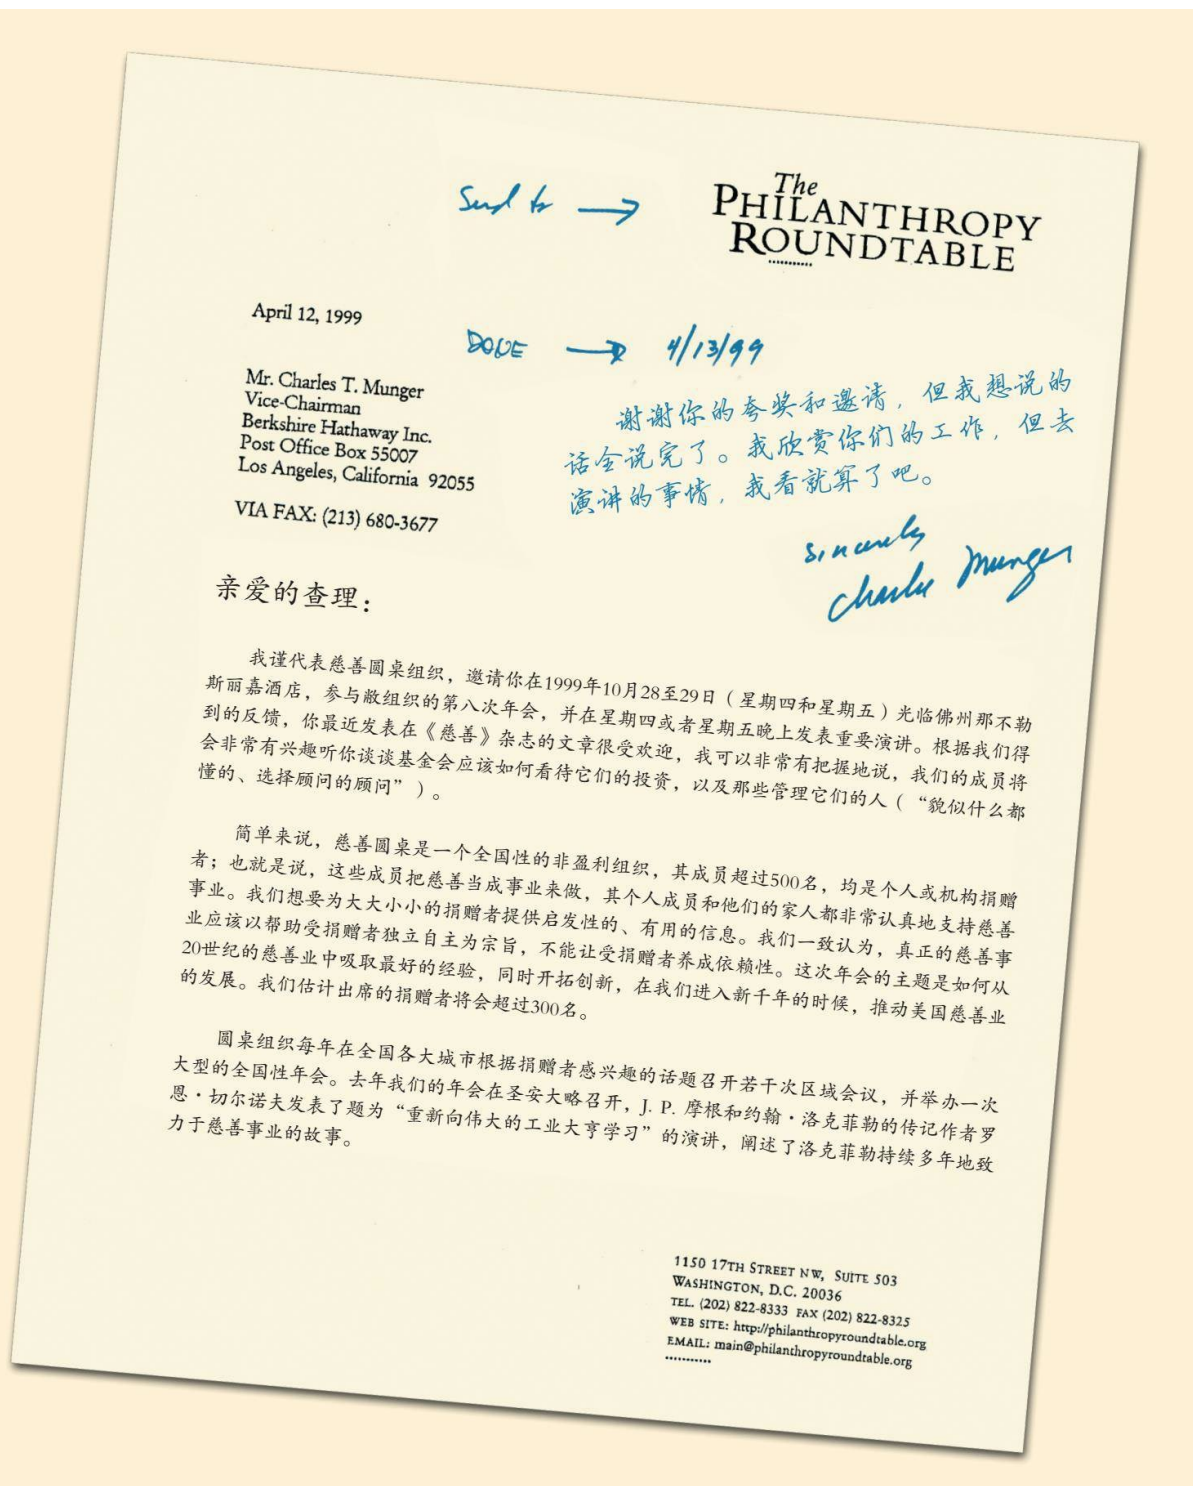 Send to →
The
PHILANTHROPY
ROUNDTABLE
April 12, 1999
DONE → 4/13/99
Mr. Charles T. Munger
Vice-Chairman
Berkshire Hathaway Inc.
Post Office Box 55007
Los Angeles, California 92055
VIA FAX: (213) 680-3677
谢谢你的夸奖和邀请，但我想说的
话全说完了。我欣赏你们的工作，但去
演讲的事情，我看就算了吧。
Sincerely
Charlie Munger
亲爱的查理：
我谨代表慈善圆桌组织，邀请你在1999年10月28至29日（星期四和星期五）光临佛州那不勒
斯丽嘉酒店，参与敝组织的第八次年会，并在星期四或者星期五晚上发表重要演讲。根据我们得
到的反馈，你最近发表在《慈善》杂志的文章很受欢迎，我可以非常有把握地说，我们的成员将
会非常有兴趣听你谈谈基金会应该如何看待它们的投资，以及那些管理它们的人（“貌似什么都
懂的、选择顾问的顾问”）。
简单来说，慈善圆桌是一个全国性的非盈利组织，其成员超过500名，均是个人或机构捐赠
者；也就是说，这些成员把慈善当成事业来做，其个人成员和他们的家人都非常认真地支持慈善
事业。我们想要为大大小小的捐赠者提供启发性的、有用的信息。我们一致认为，真正的慈善事
业应该以帮助受捐赠者独立自主为宗旨，不能让受捐赠者养成依赖性。这次年会的主题是如何从
20世纪的慈善业中吸取最好的经验，同时开拓创新，在我们进入新千年的时候，推动美国慈善业
的发展。我们估计出席的捐赠者将会超过300名。
圆桌组织每年在全国各大城市根据捐赠者感兴趣的话题召开若干次区域会议，并举办一次
大型的全国性年会。去年我们的年会在圣安大略召开，J. P. 摩根和约翰·洛克菲勒的传记作者罗
恩·切尔诺夫发表了题为“重新向伟大的工业大亨学习”的演讲，阐述了洛克菲勒持续多年地致
力于慈善事业的故事。
1150 17TH STREET NW, SUITE 503
WASHINGTON, D.C. 20036
TEL. (202) 822-8333 FAX (202) 822-8325
WEB SITE: http://philanthropyroundtable.org
EMAIL: main@philanthropyroundtable.org